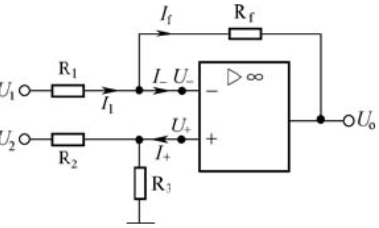 I_f R_f
R_1 I_- U_- ▷ ∞
U_1 I_1 −
U_2 U_+ + U_o
R_2 I_+
R_3